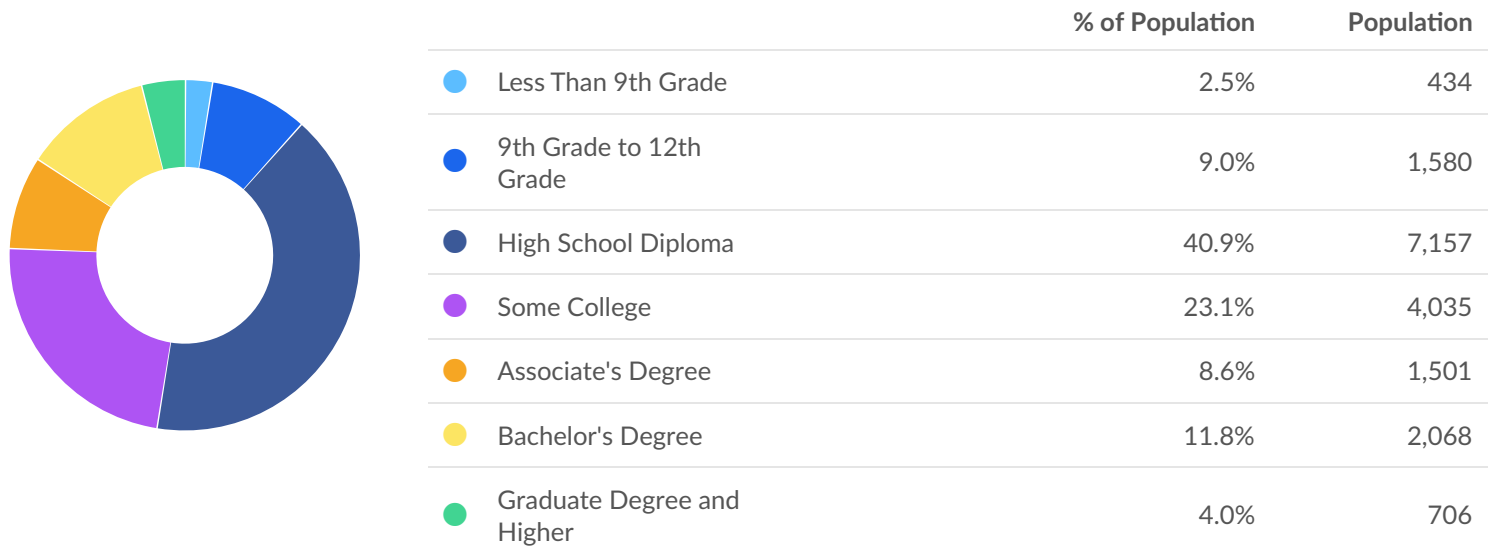 % of Population Population
Less Than 9th Grade 2.5% 434
9th Grade to 12th
Grade 9.0% 1,580
High School Diploma 40.9% 7,157
Some College 23.1% 4,035
Associate's Degree 8.6% 1,501
Bachelor's Degree 11.8% 2,068
Graduate Degree and
Higher 4.0% 706